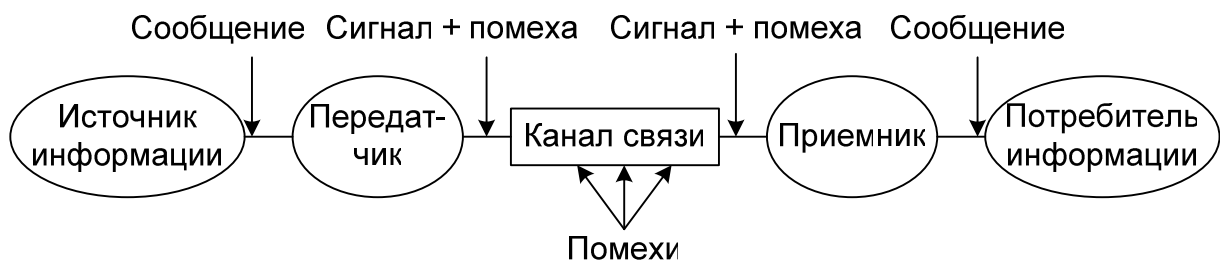 Сообщение Сигнал + помеха Сигнал + помеха Сообщение
Источник
информации
Передат-
чик
Канал связи
Приемник
Потребитель
информации
Помехи